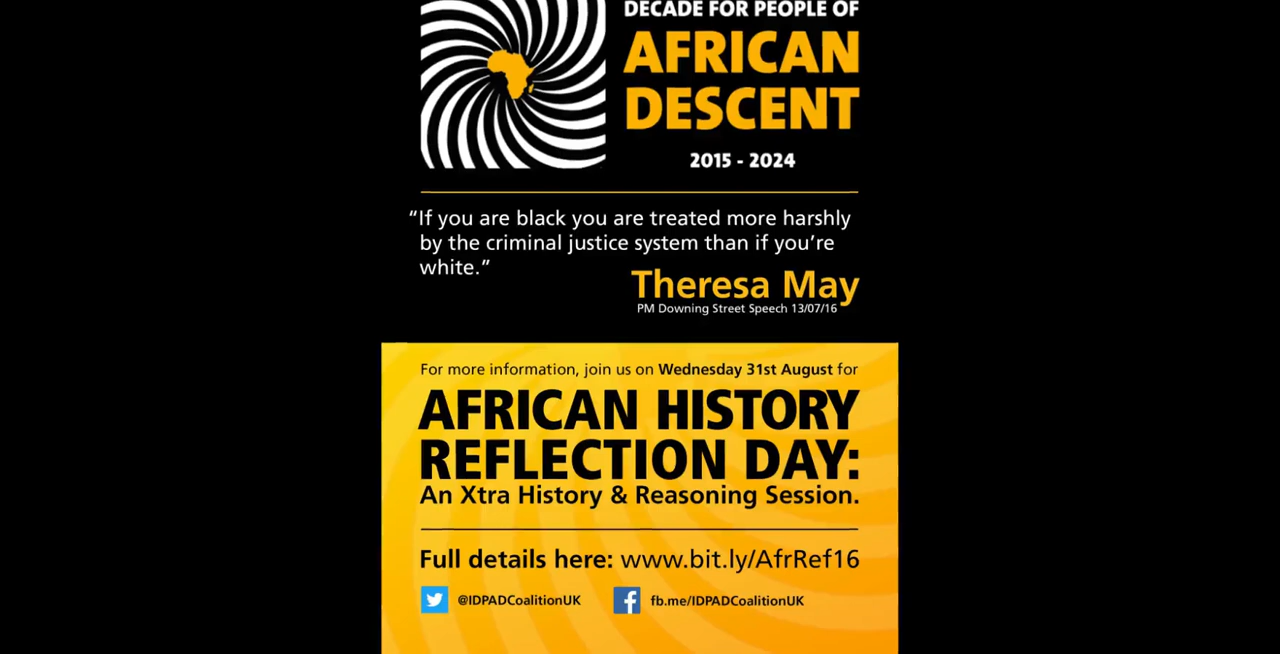 DECADE FOR PEOPLE OF
AFRICAN
DESCENT
2015 - 2024
“If you are black you are treated more harshly
by the criminal justice system than if you’re
white.”
Theresa May
PM Downing Street Speech 13/07/16
For more information, join us on Wednesday 31st August for
AFRICAN HISTORY
REFLECTION DAY:
An Xtra History & Reasoning Session.
Full details here: www.bit.ly/AfrRef16
@IDPADCoalitionUK
fb.me/IDPADCoalitionUK